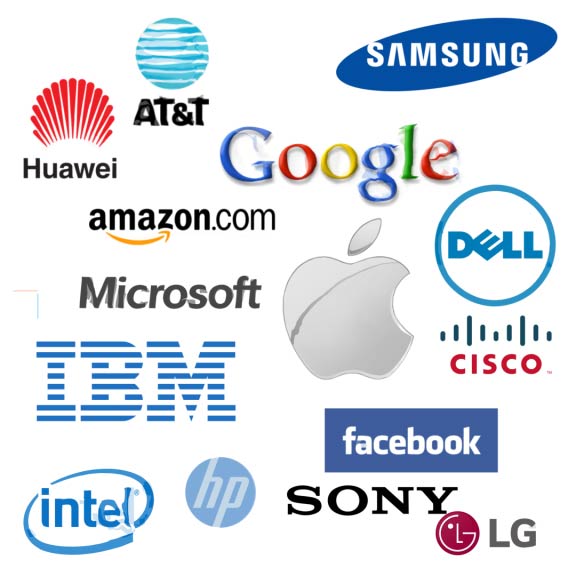 SAMSUNG
AT&T
Huawei
Google
amazon.com
DELL
Microsoft
CISCO
IBM
facebook
intel
hp
SONY
LG